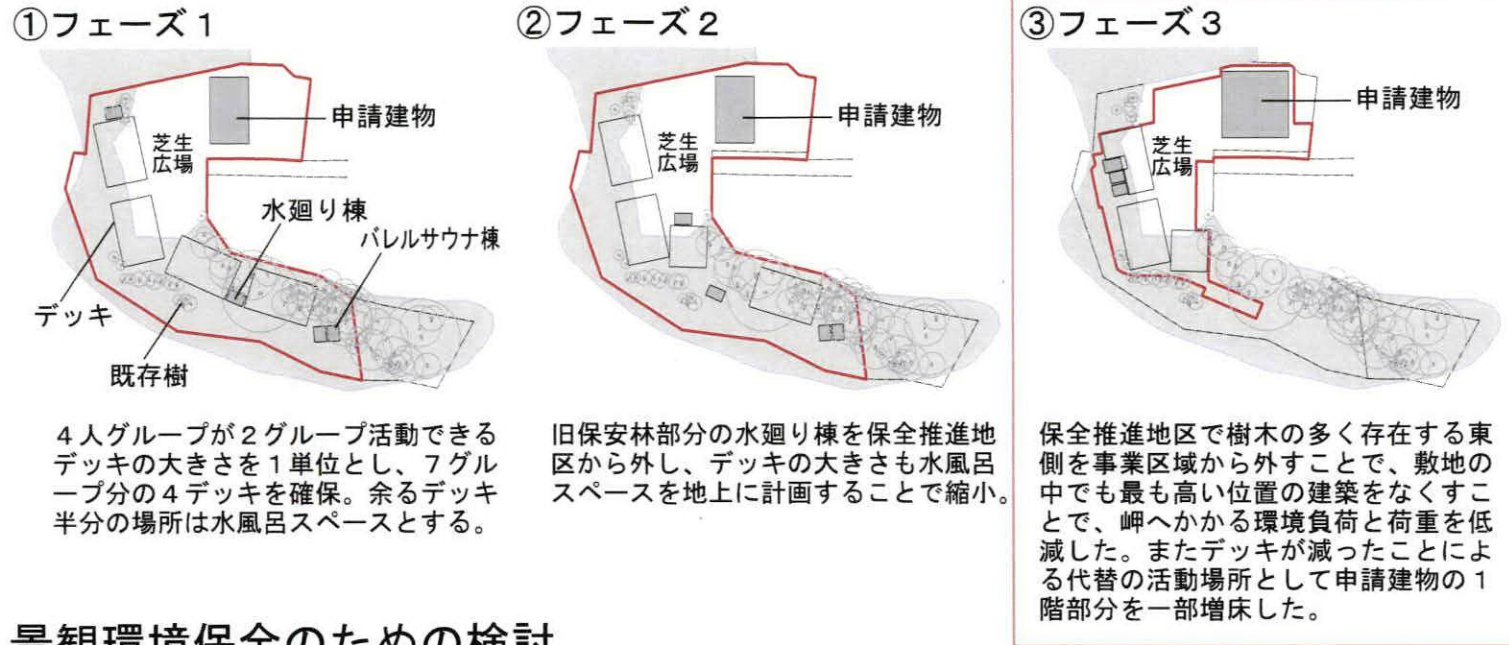 ①フェーズ1
申請建物
芝生
広場
水廻り棟
バレルサウナ棟
デッキ
既存樹
4人グループが2グループ活動できる
デッキの大きさを1単位とし、7グル
ープ分の4デッキを確保。余るデッキ
半分の場所は水風呂スペースとする。
②フェーズ2
申請建物
芝生
広場
旧保安林部分の水廻り棟を保全推進地
区から外し、デッキの大きさも水風呂
スペースを地上に計画することで縮小。
③フェーズ3
申請建物
芝生
広場
保全推進地区で樹木の多く存在する東
側を事業区域から外すことで、敷地の
中でも最も高い位置の建築をなくすこ
とで、岬へかかる環境負荷と荷重を低
減した。またデッキが減ったことによ
る代替の活動場所として申請建物の1
階部分を一部増床した。
景観環境保全のための検討